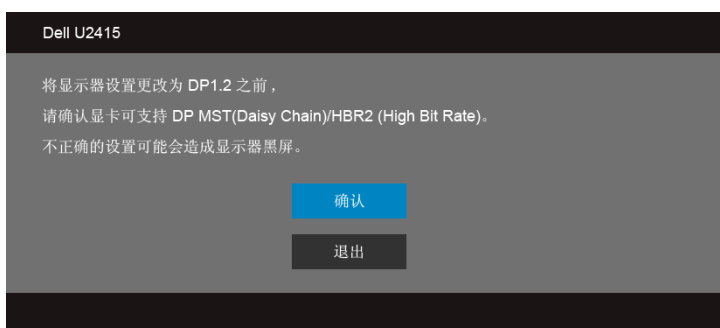 Dell U2415
将显示器设置更改为 DP1.2 之前，
请确认显卡可支持 DP MST(Daisy Chain)/HBR2 (High Bit Rate)。
不正确的设置可能会造成显示器黑屏。
确认
退出